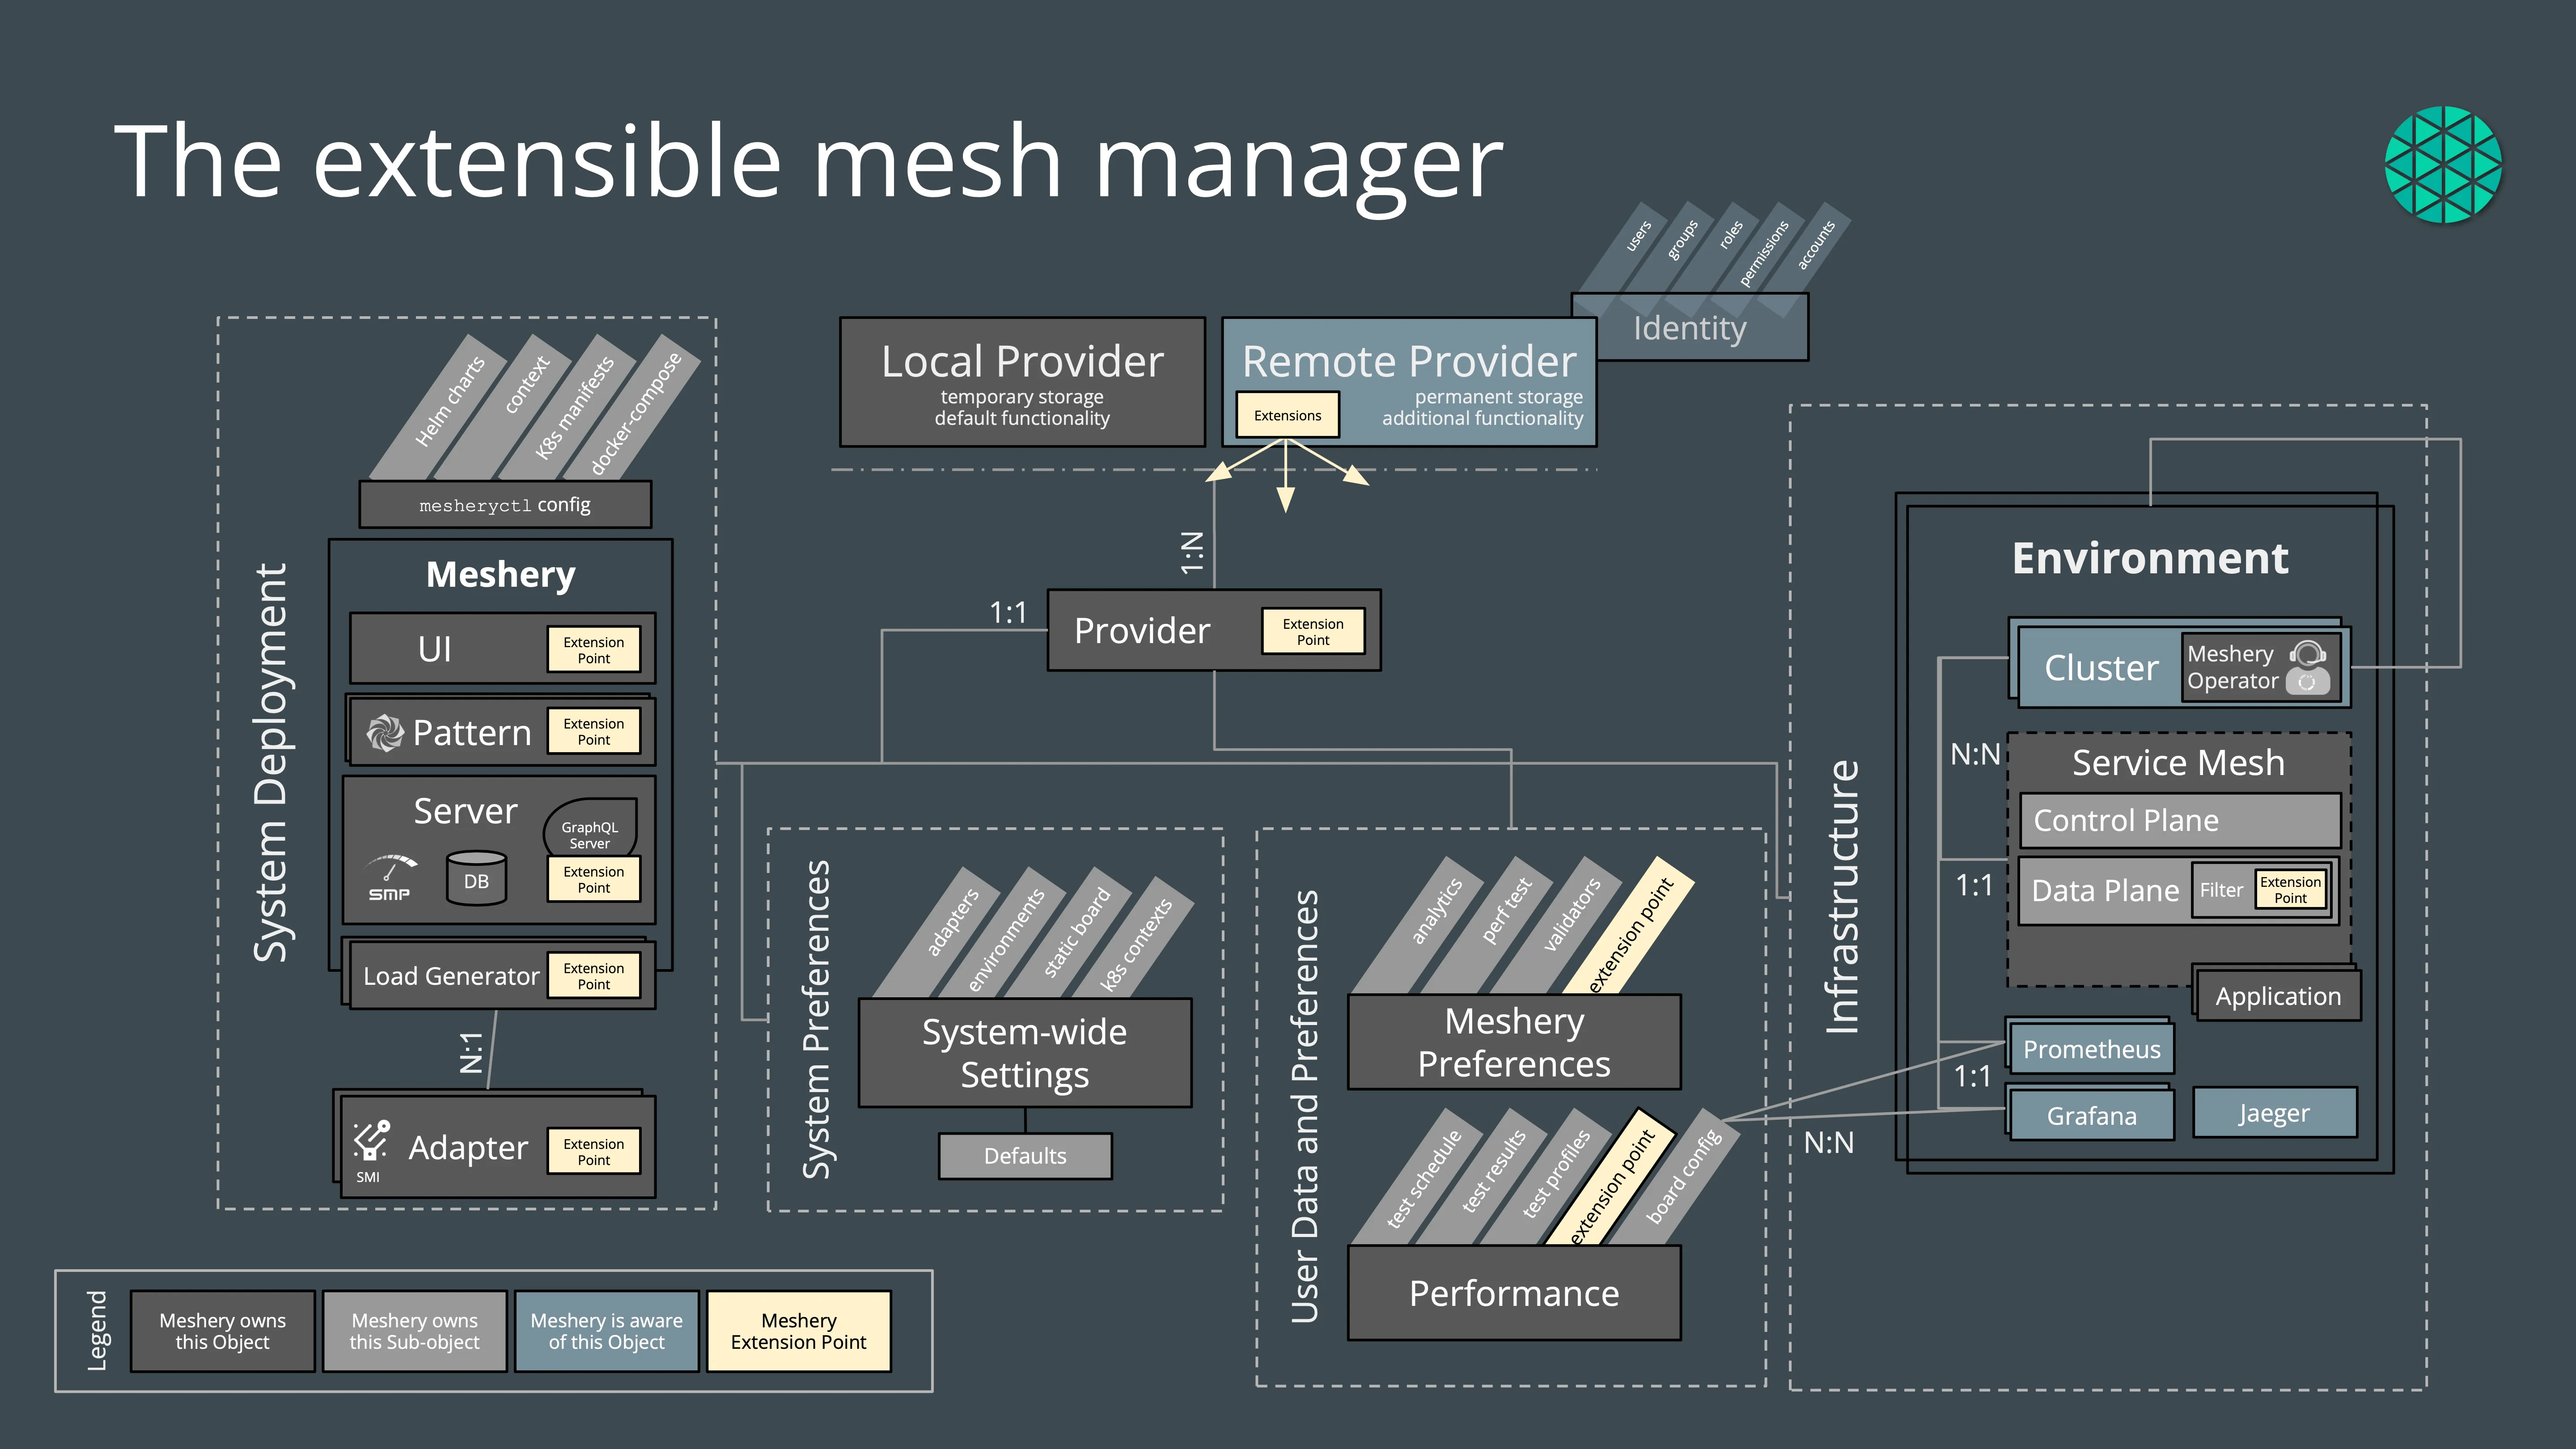 The extensible mesh manager
users
groups
roles
permissions
accounts
Identity
Local Provider
temporary storage
default functionality
Remote Provider
Extensions
permanent storage
additional functionality
1:N
1:1
Provider
Extension
Point
System Deployment
Helm charts
context
K8s manifests
docker-compose
mesheryctl config
Meshery
UI
Extension
Point
Pattern
Extension
Point
Server
GraphQL
Server
SMP
DB
Extension
Point
Load Generator
Extension
Point
N:1
SMI
Adapter
Extension
Point
System Preferences
adapters
environments
static board
k8s contexts
System-wide
Settings
Defaults
User Data and Preferences
analytics
perf test
validators
extension point
Meshery
Preferences
test schedule
test results
test profiles
extension point
board config
Performance
N:N
Infrastructure
Environment
Cluster
Meshery
Operator
N:N
Service Mesh
Control Plane
1:1
Data Plane
Filter
Extension
Point
Application
Prometheus
1:1
Grafana
Jaeger
Legend
Meshery owns
this Object
Meshery owns
this Sub-object
Meshery is aware
of this Object
Meshery
Extension Point